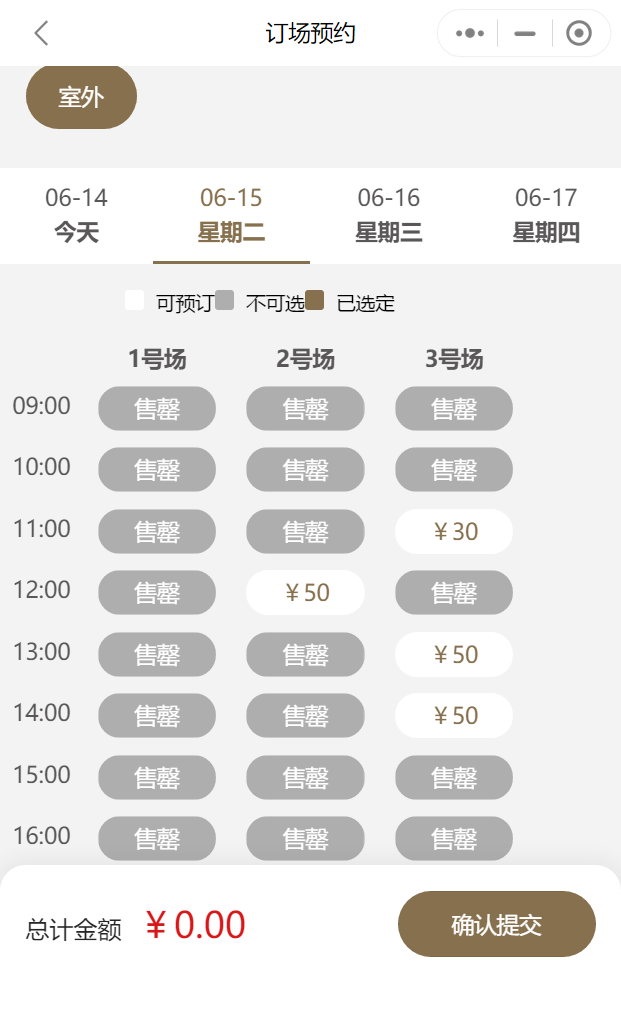 订场预约
室外
06-14 06-15 06-16 06-17
今天 星期二 星期三 星期四
可预订 不可选 已选定
1号场 2号场 3号场
09:00 售罄 售罄 售罄
10:00 售罄 售罄 售罄
11:00 售罄 售罄 ￥30
12:00 售罄 ￥50 售罄
13:00 售罄 售罄 ￥50
14:00 售罄 售罄 ￥50
15:00 售罄 售罄 售罄
16:00 售罄 售罄 售罄
总计金额 ￥0.00 确认提交